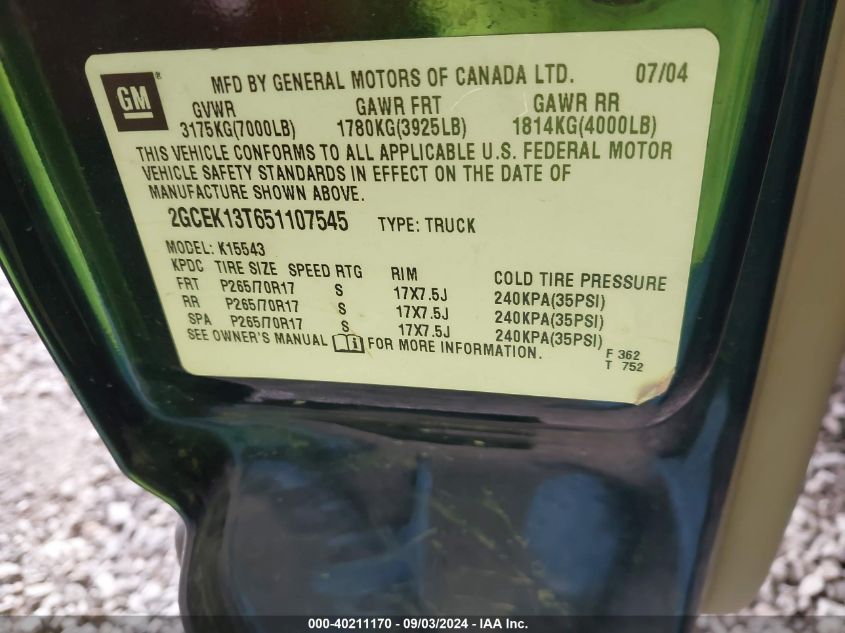 GM ®
MFD BY GENERAL MOTORS OF CANADA LTD. 07/04
GVWR GAWR FRT GAWR RR
3175KG(7000LB) 1780KG(3925LB) 1814KG(4000LB)
THIS VEHICLE CONFORMS TO ALL APPLICABLE U.S. FEDERAL MOTOR
VEHICLE SAFETY STANDARDS IN EFFECT ON THE DATE OF
MANUFACTURE SHOWN ABOVE.
2GCEK13T651107545 TYPE: TRUCK
MODEL: K15543
KPDC TIRE SIZE SPEED RTG RIM COLD TIRE PRESSURE
FRT P265/70R17 S 17X7.5J 240KPA(35PSI)
RR P265/70R17 S 17X7.5J 240KPA(35PSI)
SPA P265/70R17 S 17X7.5J 240KPA(35PSI)
SEE OWNER'S MANUAL i FOR MORE INFORMATION.
F 362
T 752
000-40211170 - 09/03/2024 - IAA Inc.